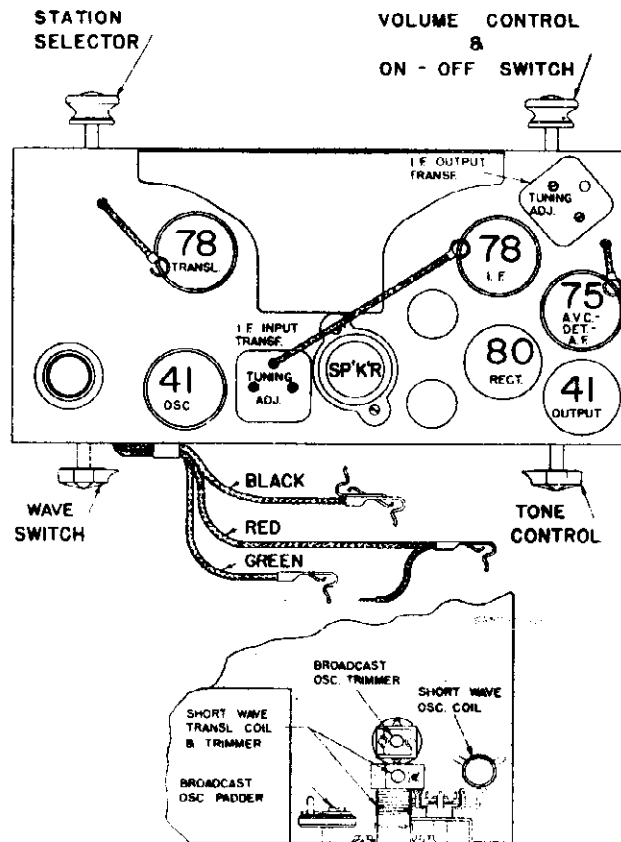 STATION
SELECTOR
VOLUME CONTROL
&
ON - OFF SWITCH
I.F. OUTPUT
TRANSF.
TUNING
ADJ.
78
TRANSL.
78
I.F.
75
A.V.C.-
DET.-
A.F.
I.F. INPUT
TRANSF.
TUNING
ADJ.
SP'K'R
80
RECT.
41
OSC
41
OUTPUT
WAVE
SWITCH
BLACK
RED
GREEN
TONE
CONTROL
BROADCAST
OSC. TRIMMER
SHORT WAVE
OSC. COIL
SHORT WAVE
TRANSL COIL
& TRIMMER
BROADCAST
OSC PADDER